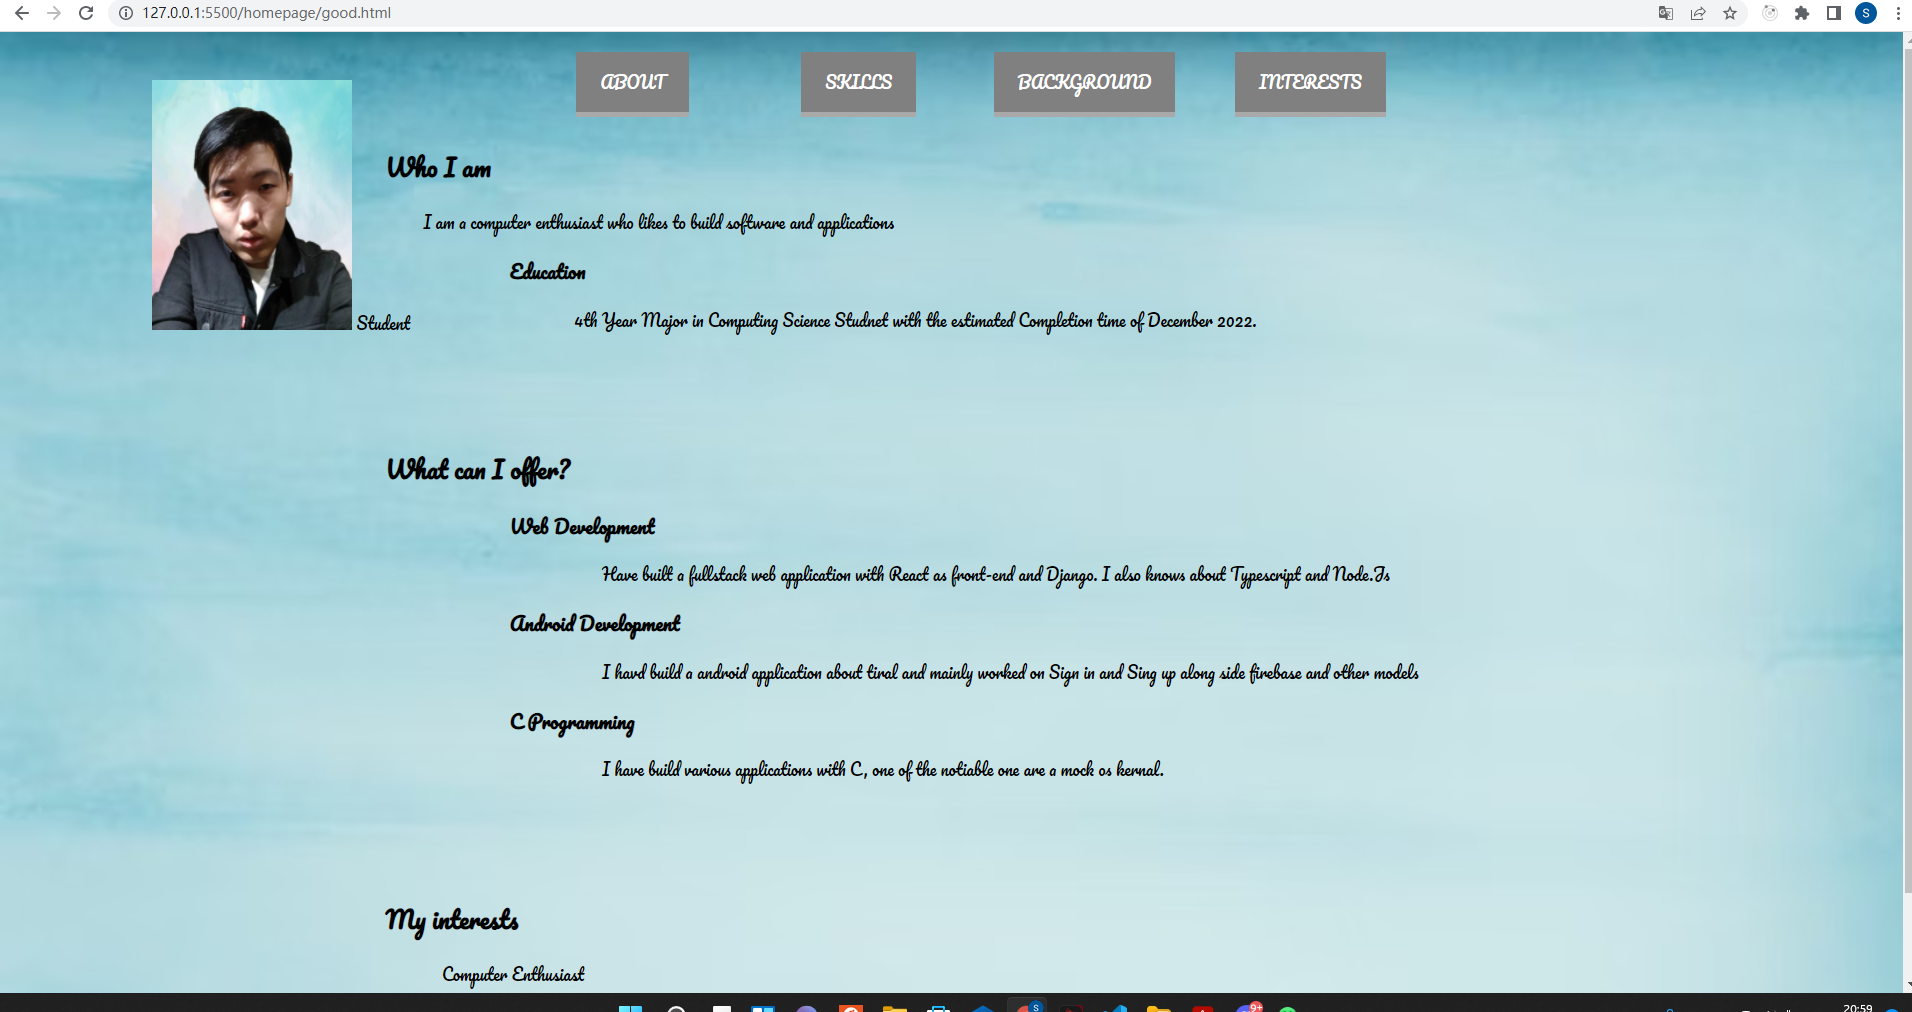 127.0.0.1:5500/homepage/good.html
S
ABOUT SKILLS BACKGROUND INTERESTS
Who I am
I am a computer enthusiast who likes to build software and applications
Education
Student
4th Year Major in Computing Science Studnet with the estimated Completion time of December 2022.
What can I offer?
Web Development
Have built a fullstack web application with React as front-end and Django. I also knows about Typescript and Node.Js
Android Development
I havd build a android application about tiral and mainly worked on Sign in and Sing up along side firebase and other models
C Programming
I have build various applications with C, one of the notiable one are a mock os kernal.
My interests
Computer Enthusiast
S
9+
20:59